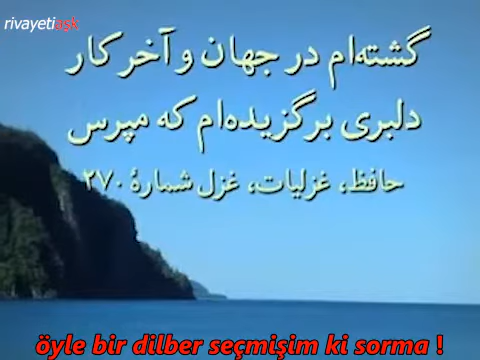 rivayetiaşk
گشته‌ام در جهان و آخر کار
دلبری برگزیده‌ام که مپرس
حافظ، غزلیات، غزل شمارهٔ ۲۷۰
öyle bir dilber seçmişim ki sorma !